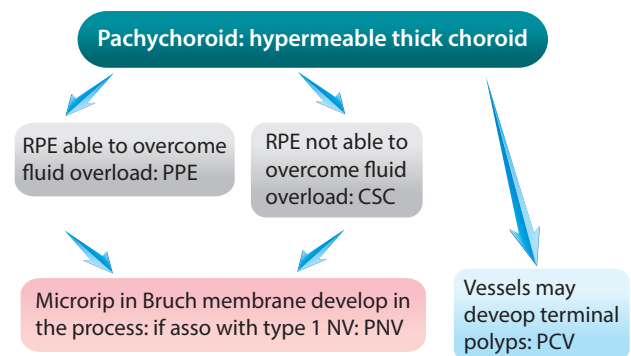 Pachychoroid: hypermeable thick choroid
RPE able to overcome
fluid overload: PPE
RPE not able to
overcome fluid
overload: CSC
Microrip in Bruch membrane develop in
the process: if asso with type 1 NV: PNV
Vessels may
deveop terminal
polyps: PCV